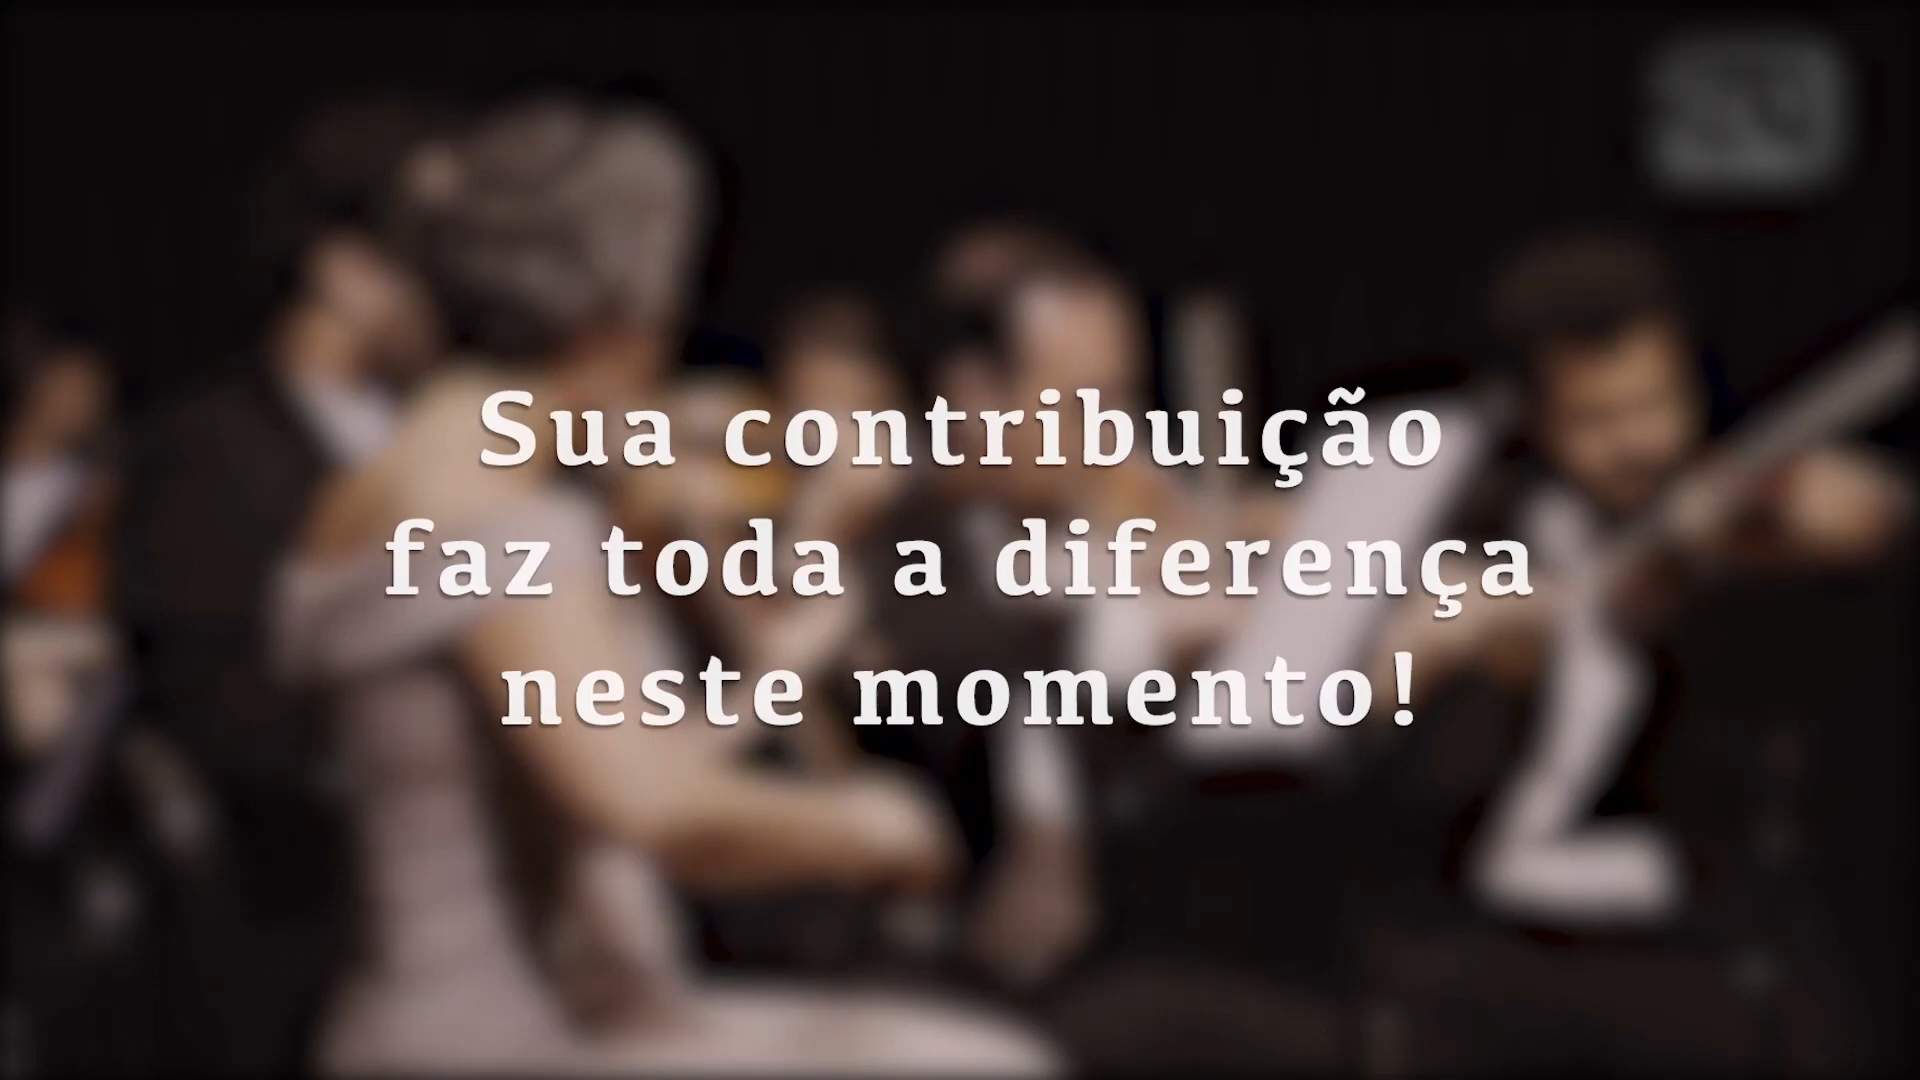 Sua contribuição
faz toda a diferença
neste momento!